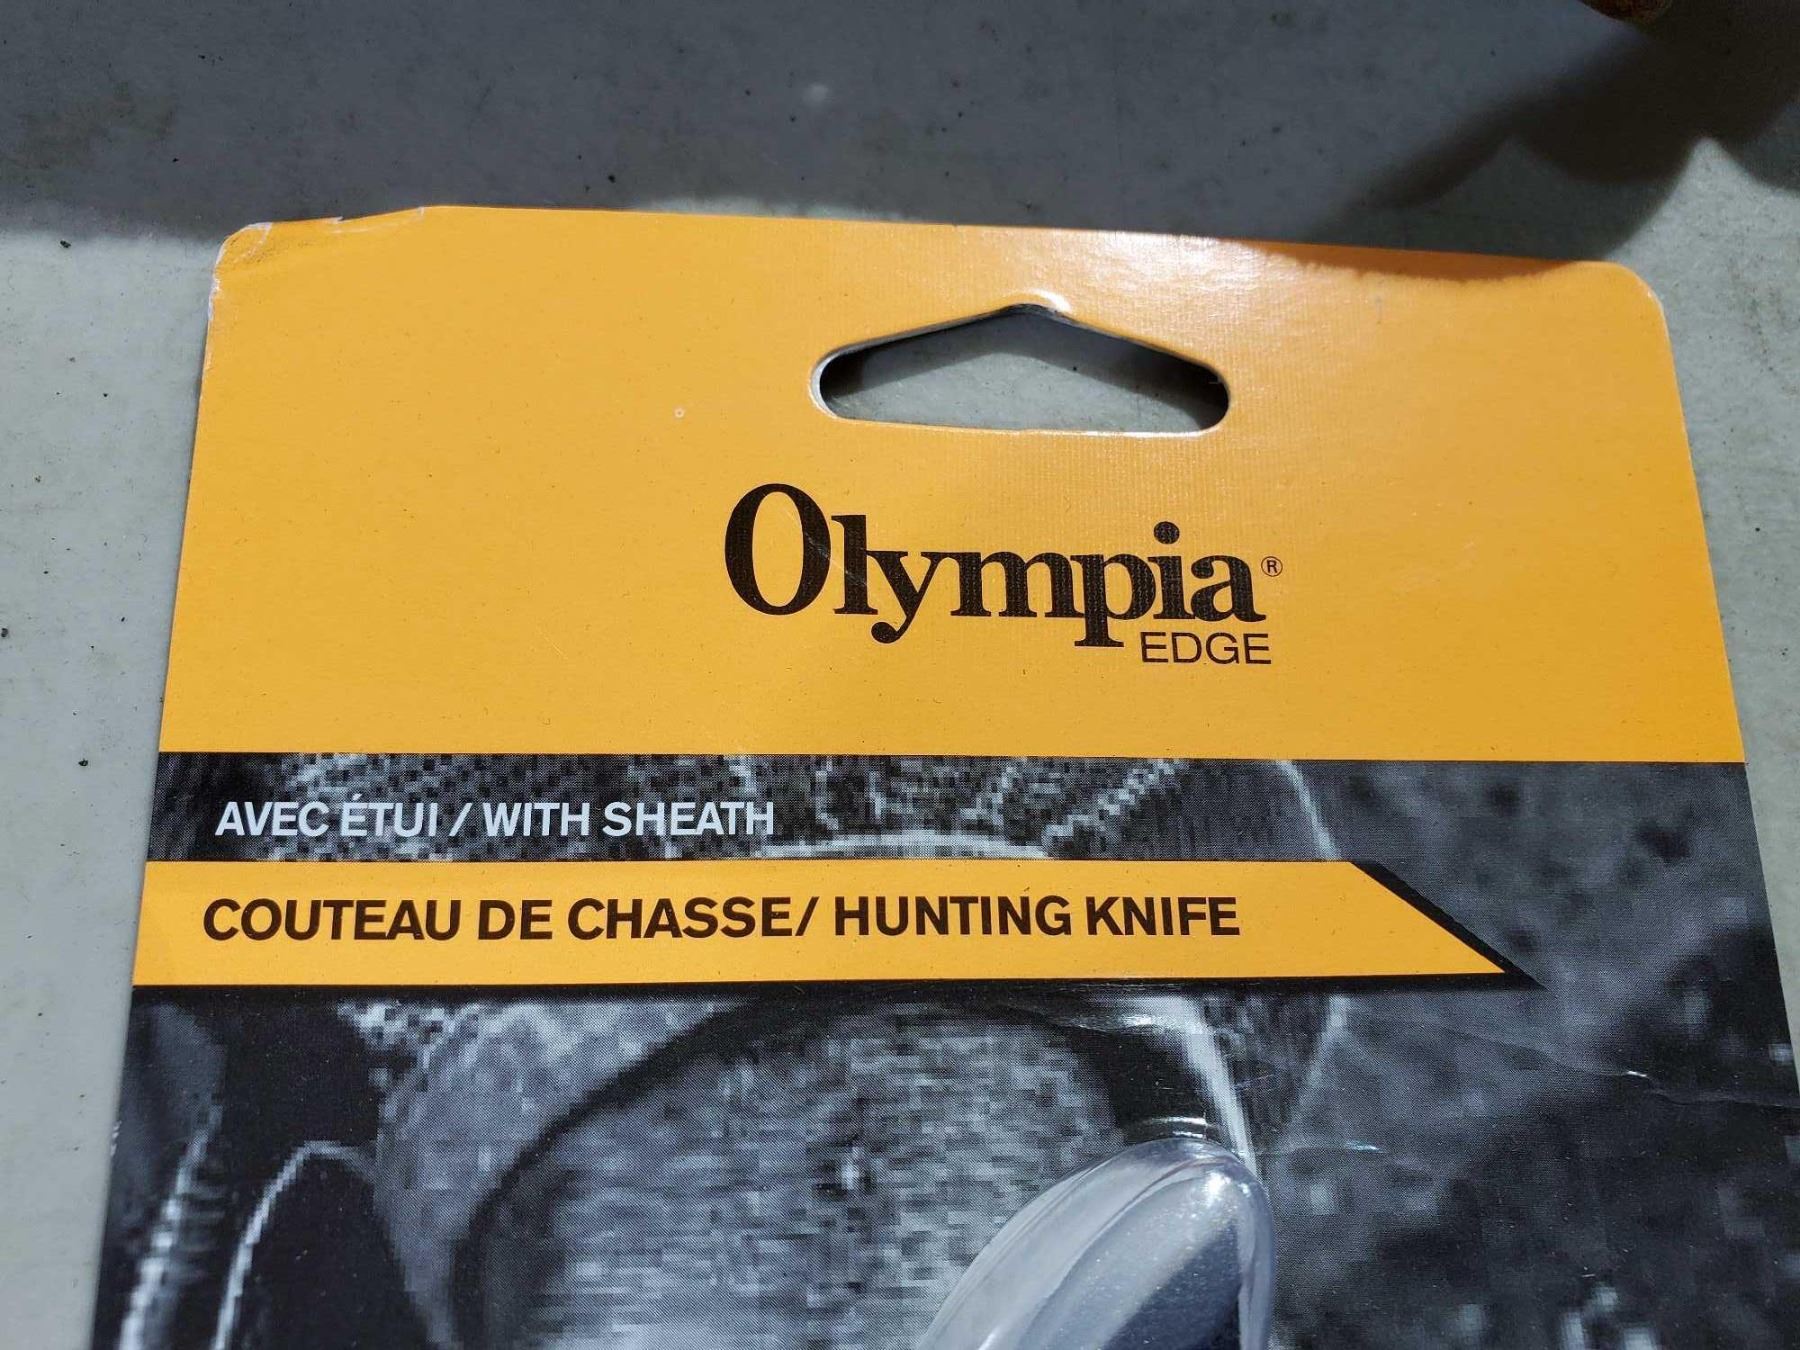 Olympia®
EDGE
AVEC ÉTUI / WITH SHEATH
COUTEAU DE CHASSE/ HUNTING KNIFE